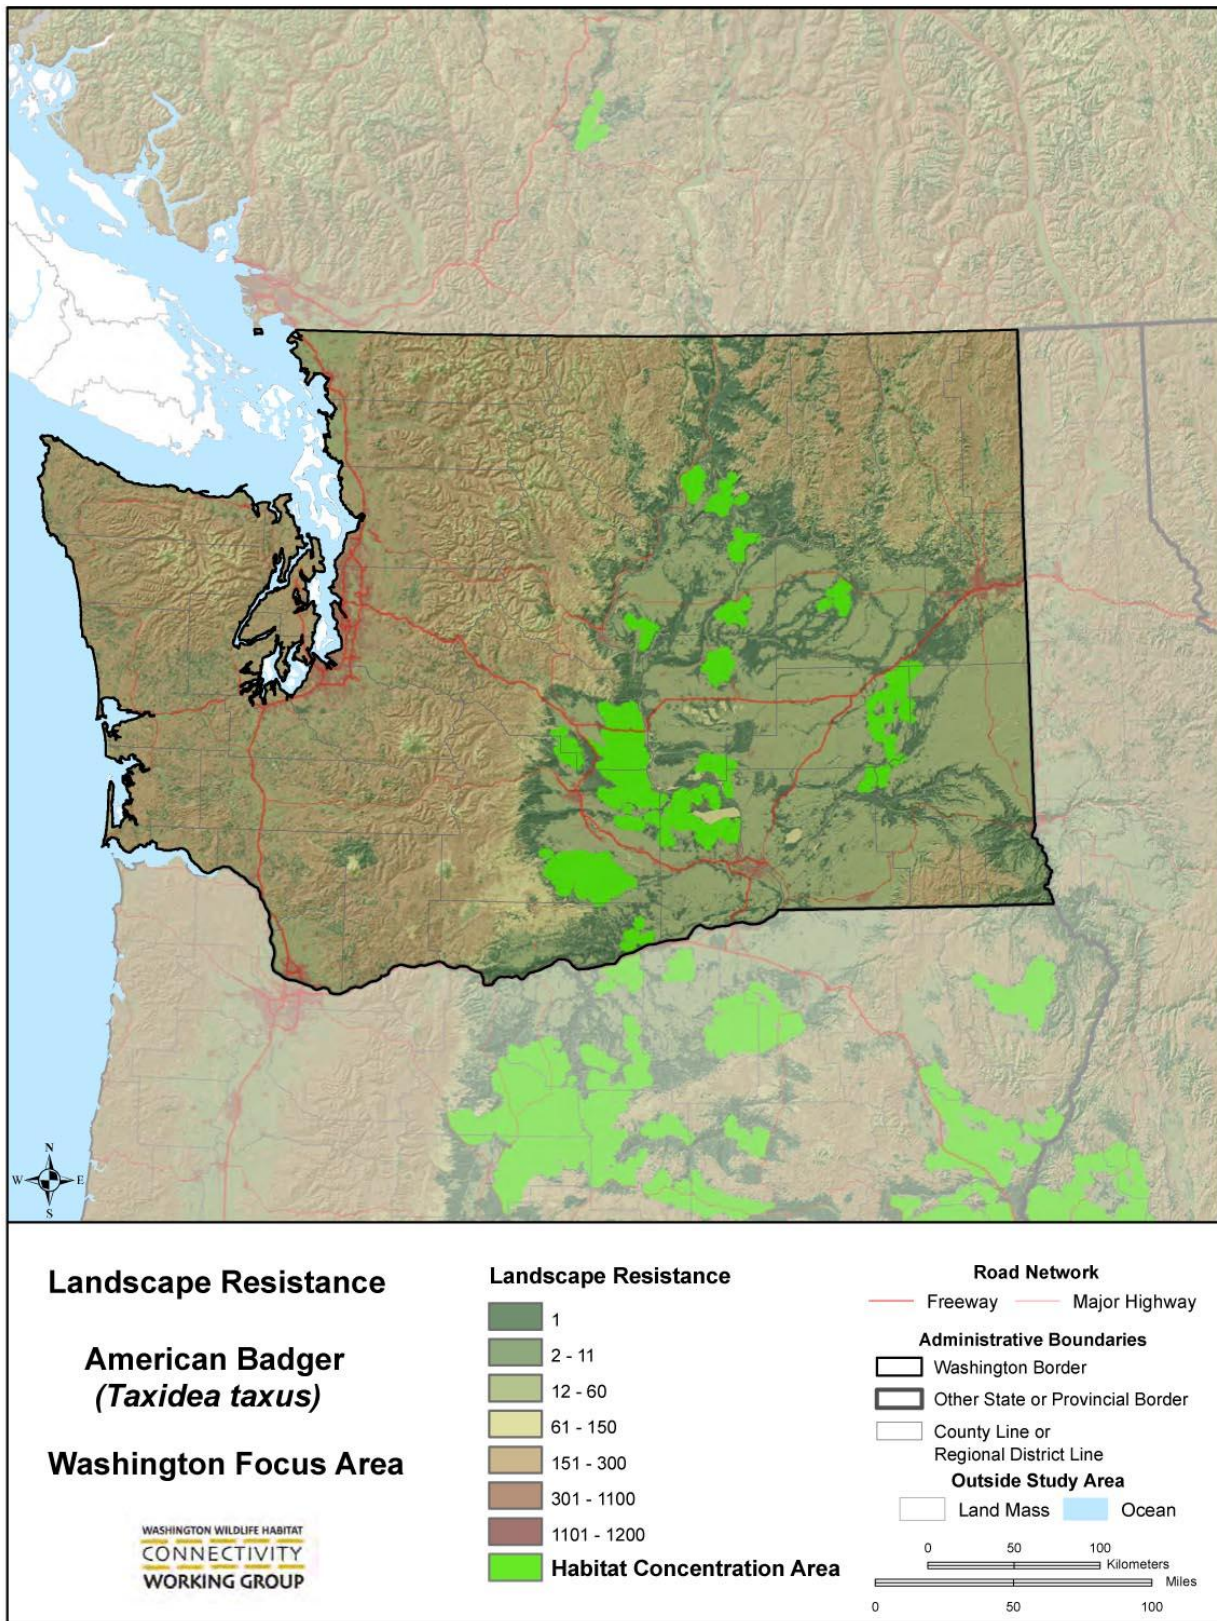 N
W E
S
Landscape Resistance
American Badger
(Taxidea taxus)
Washington Focus Area
WASHINGTON WILDLIFE HABITAT
CONNECTIVITY
WORKING GROUP
Landscape Resistance
1
2 - 11
12 - 60
61 - 150
151 - 300
301 - 1100
1101 - 1200
Habitat Concentration Area
Road Network
Freeway Major Highway
Administrative Boundaries
Washington Border
Other State or Provincial Border
County Line or
Regional District Line
Outside Study Area
Land Mass Ocean
0 50 100
Kilometers
Miles
0 50 100